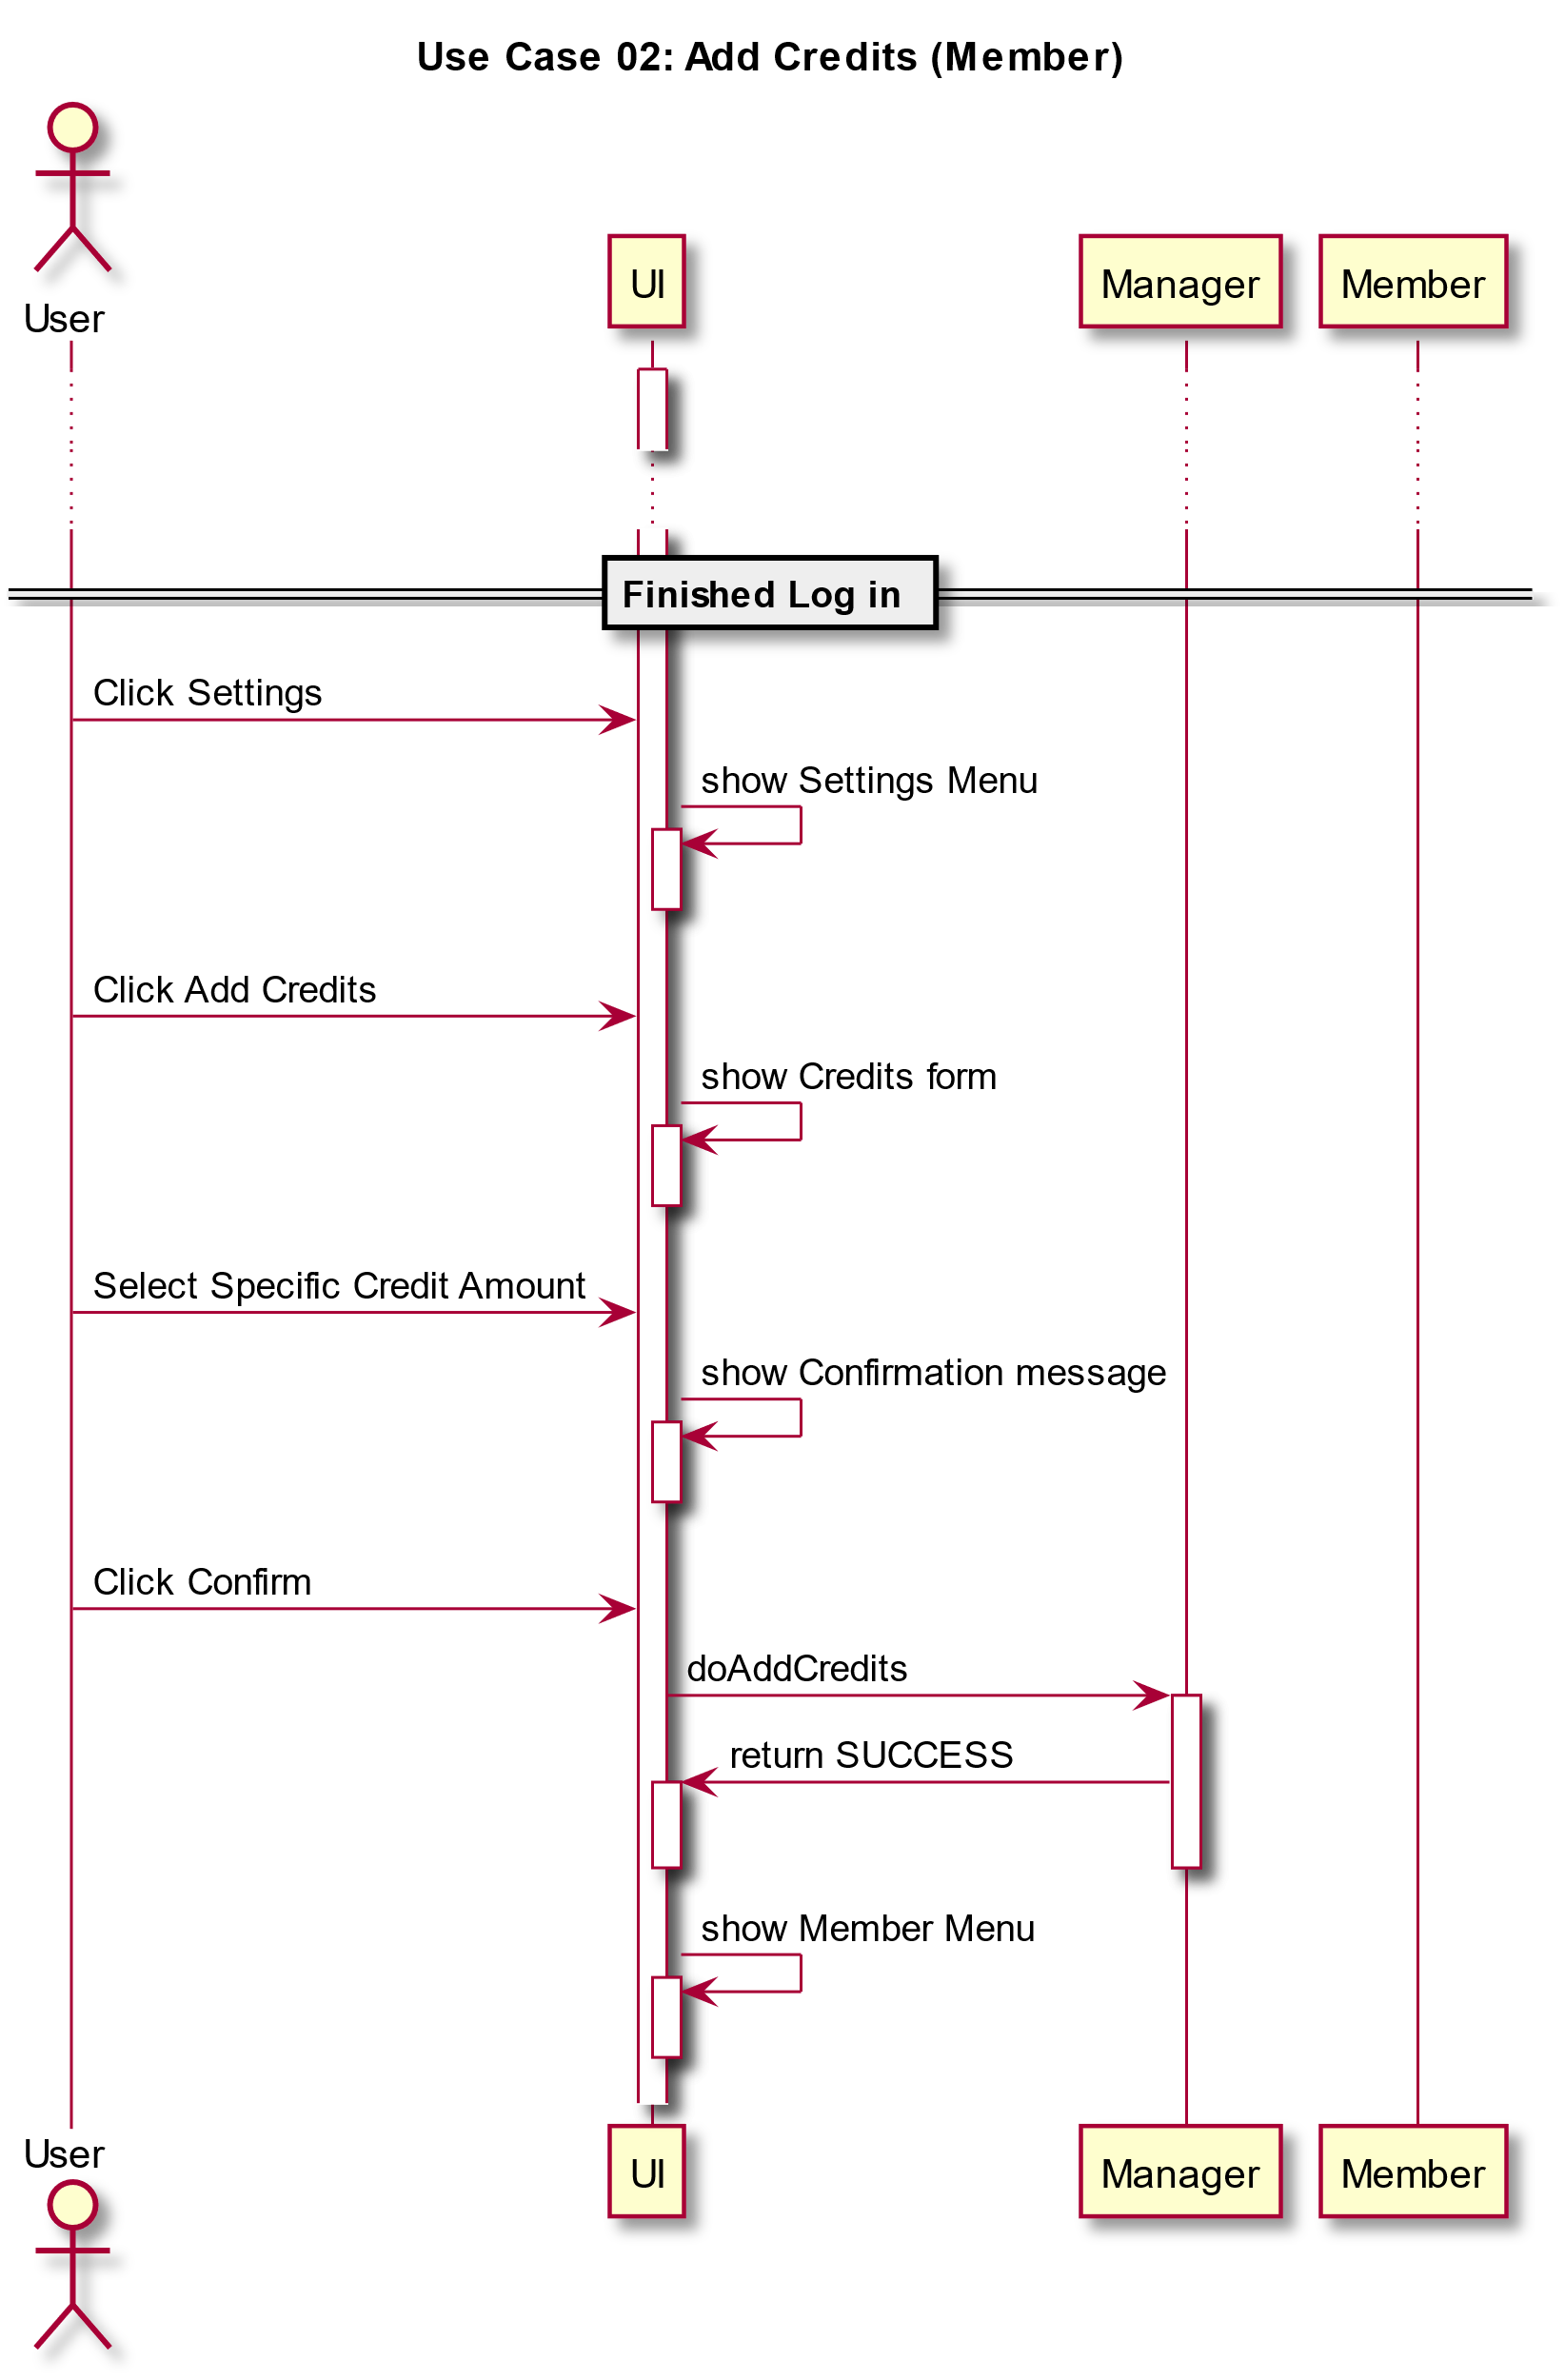 Use Case 02: Add Credits (Member)
User
UI
Manager
Member
Finished Log in
Click Settings
show Settings Menu
Click Add Credits
show Credits form
Select Specific Credit Amount
show Confirmation message
Click Confirm
doAddCredits
return SUCCESS
show Member Menu
User
UI
Manager
Member